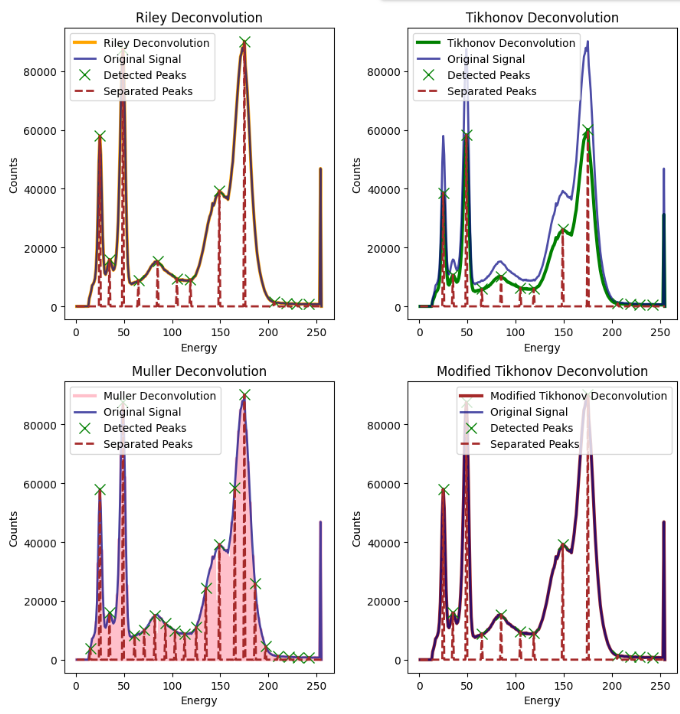 Riley Deconvolution
Riley Deconvolution
Original Signal
Detected Peaks
Separated Peaks
80000
60000
40000
20000
0
Counts
0 50 100 150 200 250
Energy
Tikhonov Deconvolution
Tikhonov Deconvolution
Original Signal
Detected Peaks
Separated Peaks
80000
60000
40000
20000
0
Counts
0 50 100 150 200 250
Energy
Muller Deconvolution
Muller Deconvolution
Original Signal
Detected Peaks
Separated Peaks
80000
60000
40000
20000
0
Counts
0 50 100 150 200 250
Energy
Modified Tikhonov Deconvolution
Modified Tikhonov Deconvolution
Original Signal
Detected Peaks
Separated Peaks
80000
60000
40000
20000
0
Counts
0 50 100 150 200 250
Energy